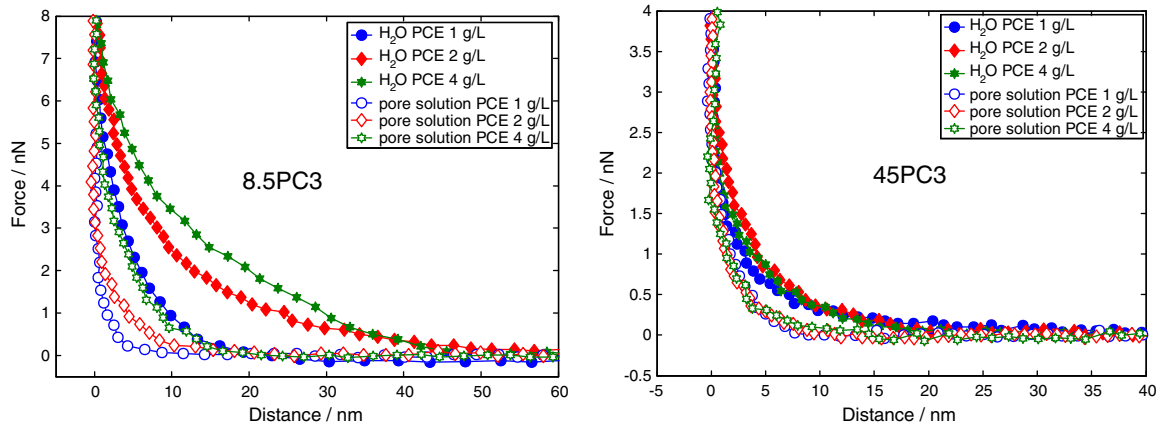 8
7
6
5
4
3
2
1
0
Force / nN
0
10
20
30
40
50
60
Distance / nm
H2O PCE 1 g/L
H2O PCE 2 g/L
H2O PCE 4 g/L
pore solution PCE 1 g/L
pore solution PCE 2 g/L
pore solution PCE 4 g/L
8.5PC3
4
3.5
3
2.5
2
1.5
1
0.5
0
-0.5
Force / nN
-5
0
5
10
15
20
25
30
35
40
Distance / nm
H2O PCE 1 g/L
H2O PCE 2 g/L
H2O PCE 4 g/L
pore solution PCE 1 g/L
pore solution PCE 2 g/L
pore solution PCE 4 g/L
45PC3